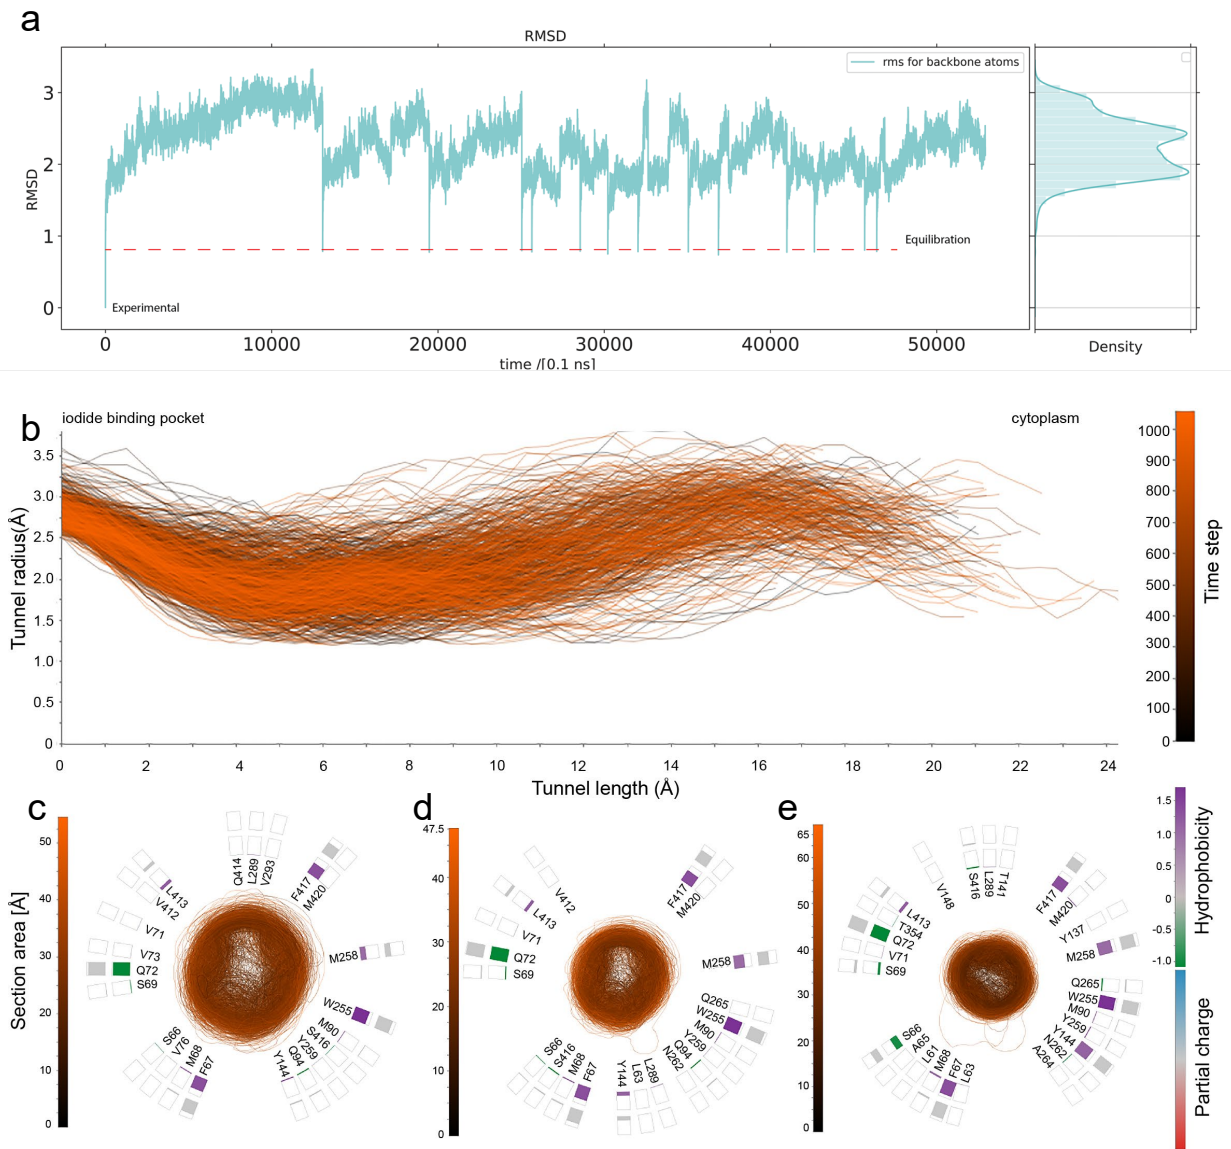 a
RMSD
rms for backbone atoms
RMSD
3
2
1
0
Equilibration
Experimental
0 10000 20000 30000 40000 50000
time /[0.1 ns]
Density
b
iodide binding pocket
cytoplasm
Tunnel radius(Å)
3.5
3.0
2.5
2.0
1.5
1.0
0.5
0
0 2 4 6 8 10 12 14 16 18 20 22 24
Tunnel length (Å)
1000
900
800
700
600
500
400
300
200
100
0
Time step
c
Section area [Å]
50
40
30
20
10
0
Q414
L289
V293
F417
M420
M258
W255
M90
S416
Y259
Q94
Y144
F67
M68
V76
S66
S69
Q72
V73
V71
V412
L413
d
47.5
40
30
20
10
0
V412
F417
M420
M258
Q265
W255
M90
Y259
Q94
N262
L289
L63
Y144
F67
M68
S416
S66
S69
Q72
V71
L413
e
65
60
50
40
30
20
10
0
V148
S416
L289
T141
F417
M420
Y137
M258
Q265
W255
M90
Y259
Y144
N262
A264
L63
F67
M68
L61
A65
S66
S69
V71
Q72
T354
L413
1.5
1.0
0.5
0
-0.5
-1.0
Hydrophobicity
Partial charge